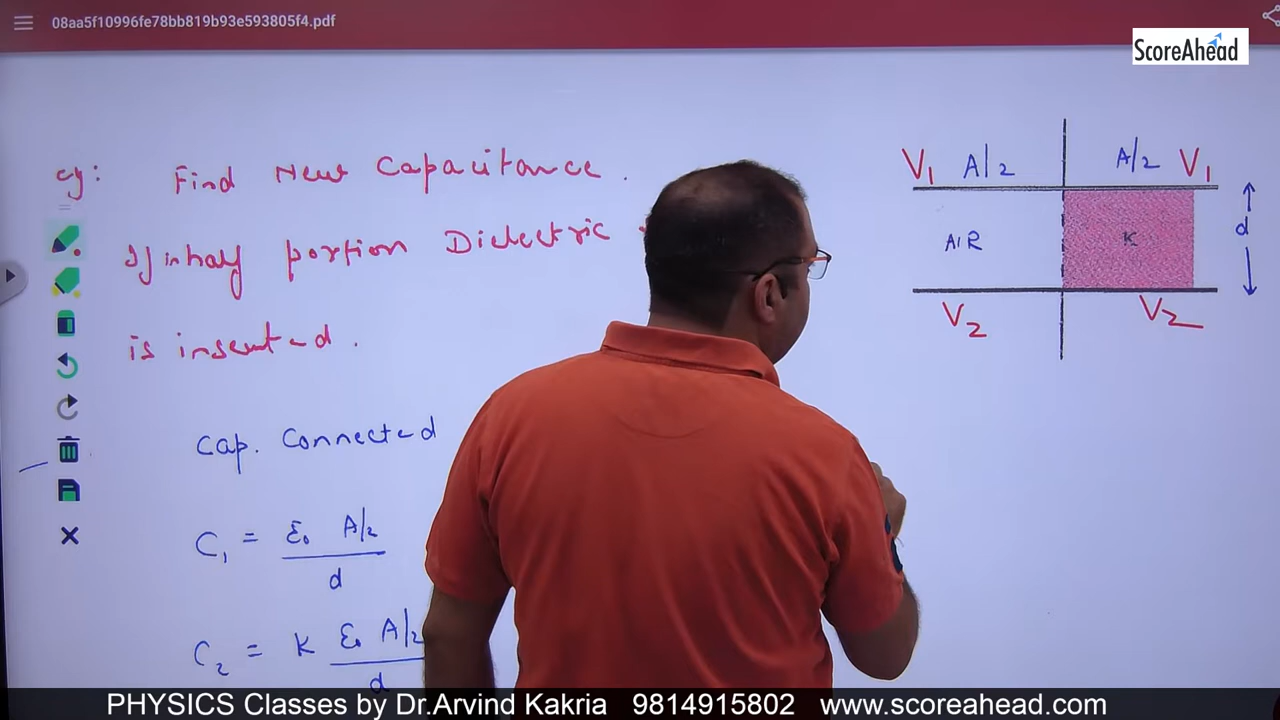 08aa5f10996fe78bb819b93e593805f4.pdf
ScoreAhead
eg: Find New Capacitance.
If in half portion Dielectric
is inserted.
Cap. Connected
C₁ = ε₀ A/2
d
C₂ = K ε₀ A/2
d
V₁ A/2 A/2 V₁
AIR K d
V₂ V₂
PHYSICS Classes by Dr.Arvind Kakria 9814915802 www.scoreahead.com